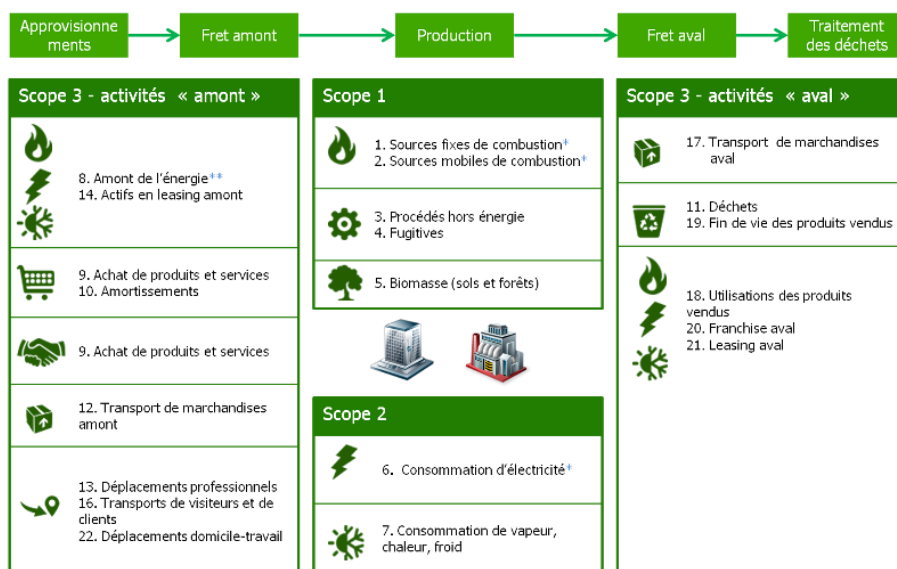 Approvisionne
ments
Fret amont
Production
Fret aval
Traitement
des déchets
Scope 3 - activités « amont »
8. Amont de l'énergie**
14. Actifs en leasing amont
9. Achat de produits et services
10. Amortissements
9. Achat de produits et services
12. Transport de marchandises
amont
13. Déplacements professionnels
16. Transports de visiteurs et de
clients
22. Déplacements domicile-travail
Scope 1
1. Sources fixes de combustion*
2. Sources mobiles de combustion*
3. Procédés hors énergie
4. Fugitives
5. Biomasse (sols et forêts)
Scope 2
6. Consommation d'électricité*
7. Consommation de vapeur,
chaleur, froid
Scope 3 - activités « aval »
17. Transport de marchandises
aval
11. Déchets
19. Fin de vie des produits vendus
18. Utilisations des produits
vendus
20. Franchise aval
21. Leasing aval